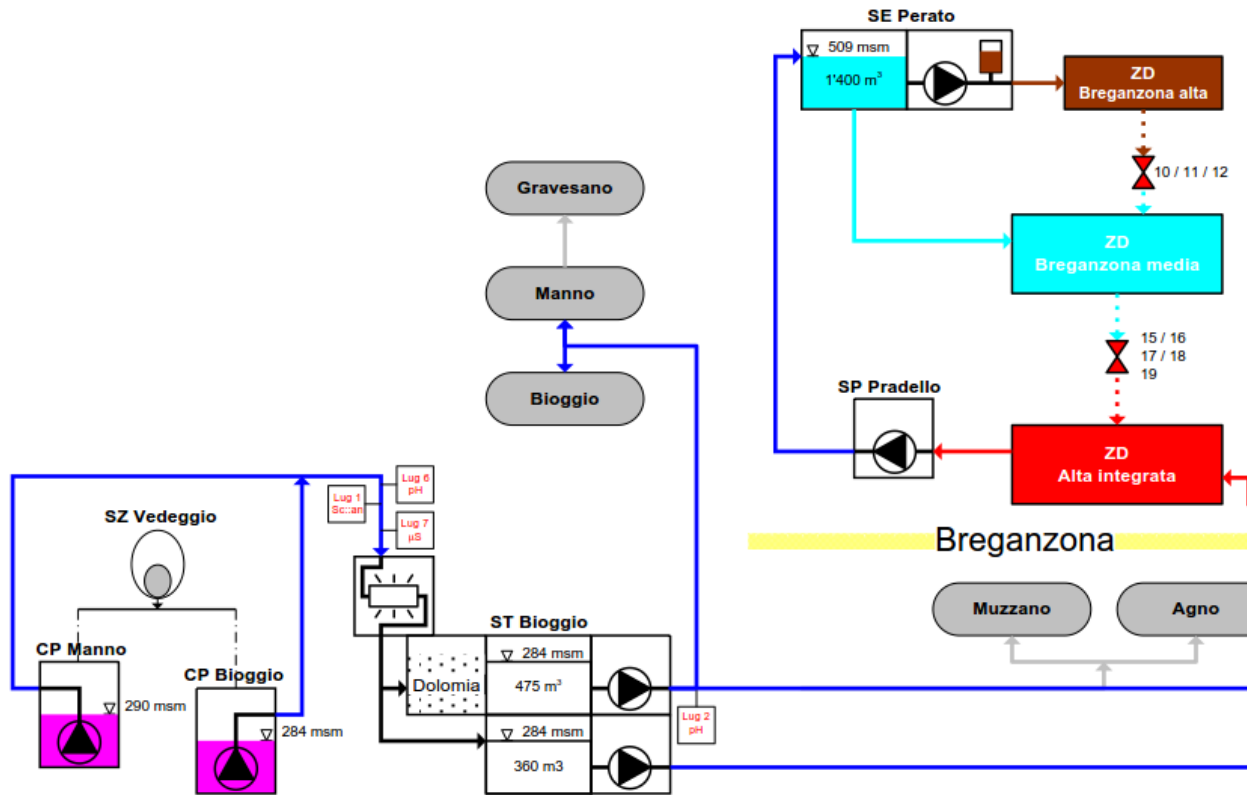 SE Perato
509 msm
1'400 m³
ZD
Breganzona alta
10 / 11 / 12
Gravesano
ZD
Breganzona media
Manno
15 / 16
17 / 18
19
Bioggio
SP Pradello
ZD
Alta integrata
Lug 6
pH
Lug 1
Sc::an
Lug 7
µS
SZ Vedeggio
Breganzona
Muzzano
Agno
ST Bioggio
CP Manno
284 msm
CP Bioggio
Dolomia
475 m³
290 msm
284 msm
Lug 2
pH
284 msm
360 m3